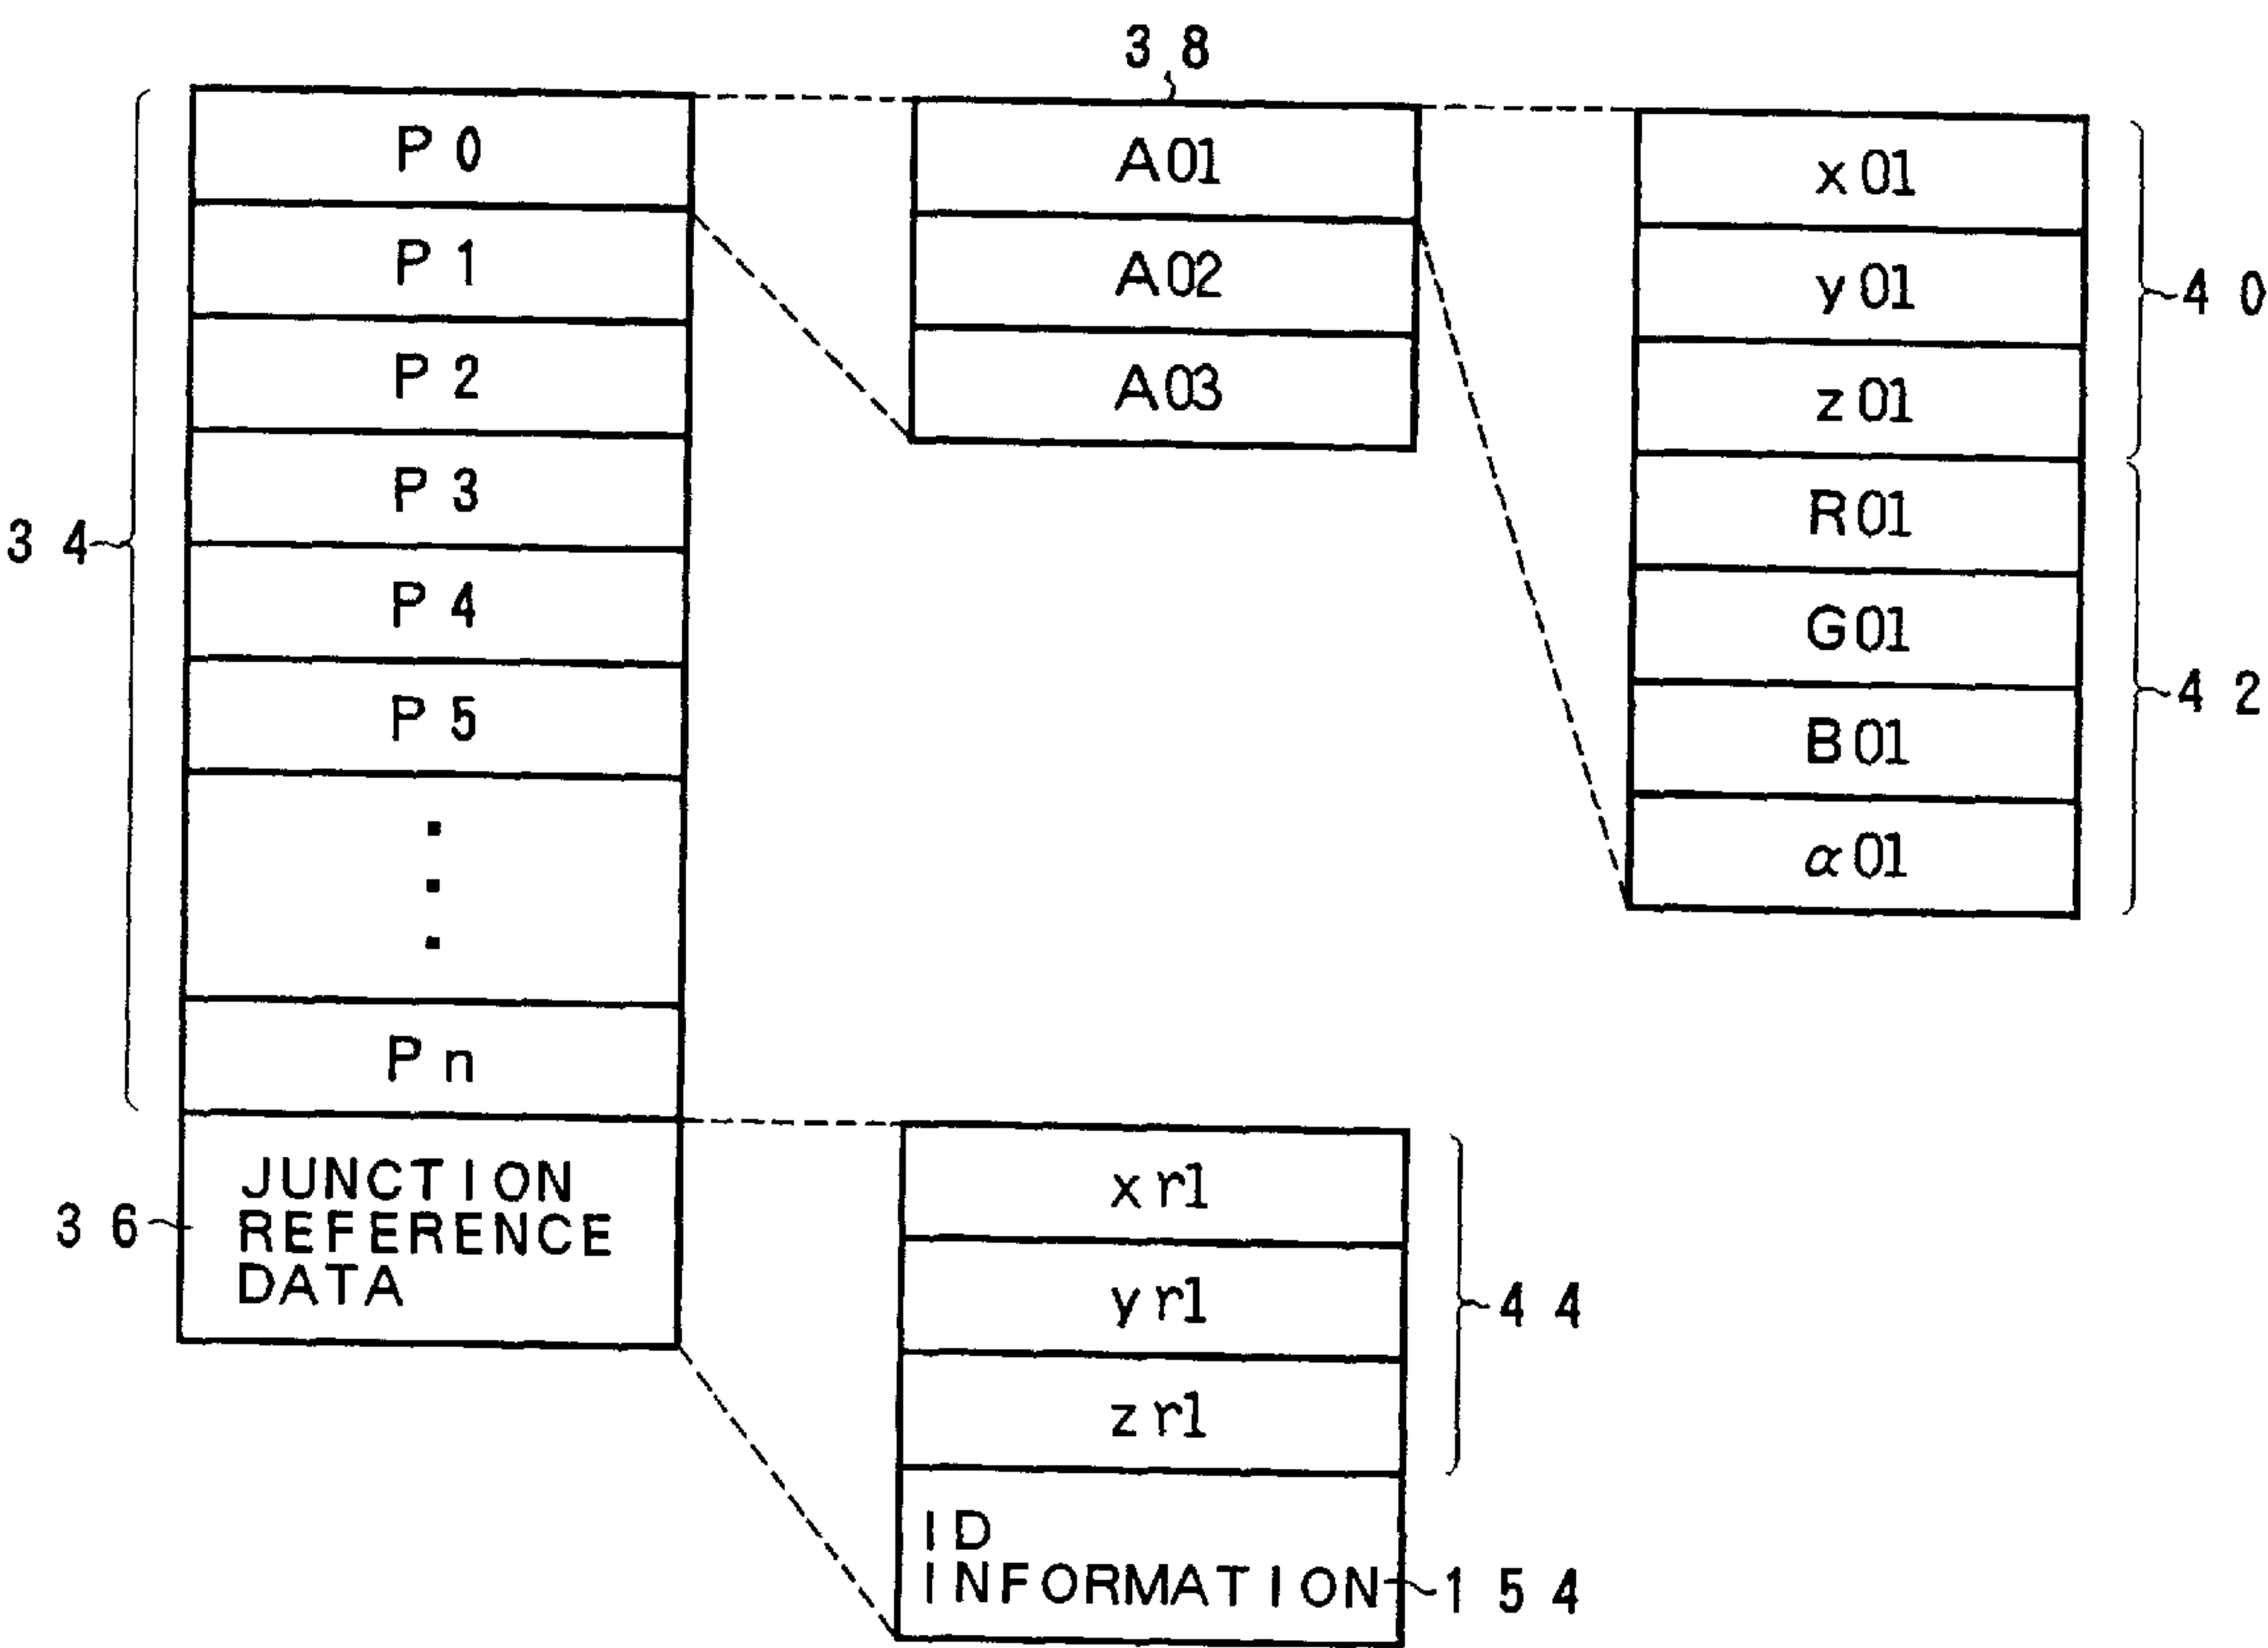 38
P0
P1
P2
P3
P4
P5
Pn
34
JUNCTION
REFERENCE
DATA
36
A01
A02
A03
x01
y01
z01
R01
G01
B01
α01
40
42
xr1
yr1
zr1
44
ID
INFORMATION
154